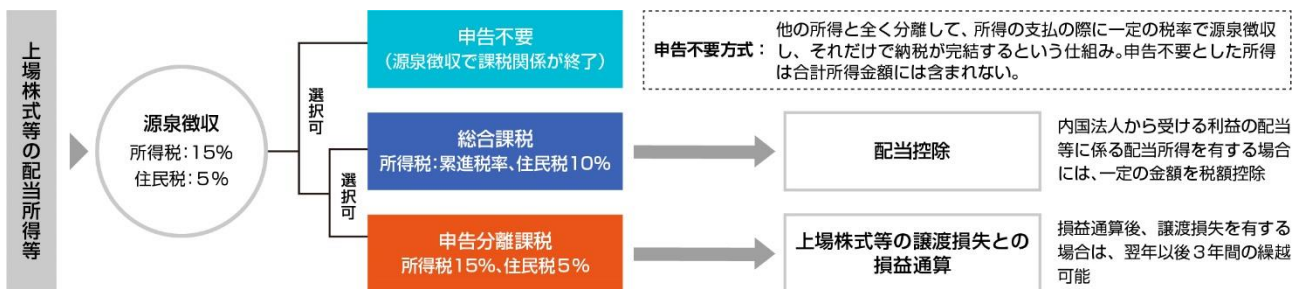 上場株式等の配当所得等
源泉徴収
所得税：15%
住民税：5%
選択可
選択可
申告不要
（源泉徴収で課税関係が終了）
申告不要方式：
他の所得と全く分離して、所得の支払の際に一定の税率で源泉徴収
し、それだけで納税が完結するという仕組み。申告不要とした所得
は合計所得金額には含まれない。
総合課税
所得税：累進税率、住民税10%
配当控除
内国法人から受ける利益の配当
等に係る配当所得を有する場合
には、一定の金額を税額控除
申告分離課税
所得税15%、住民税5%
上場株式等の譲渡損失との
損益通算
損益通算後、譲渡損失を有する
場合は、翌年以後3年間の繰越
可能